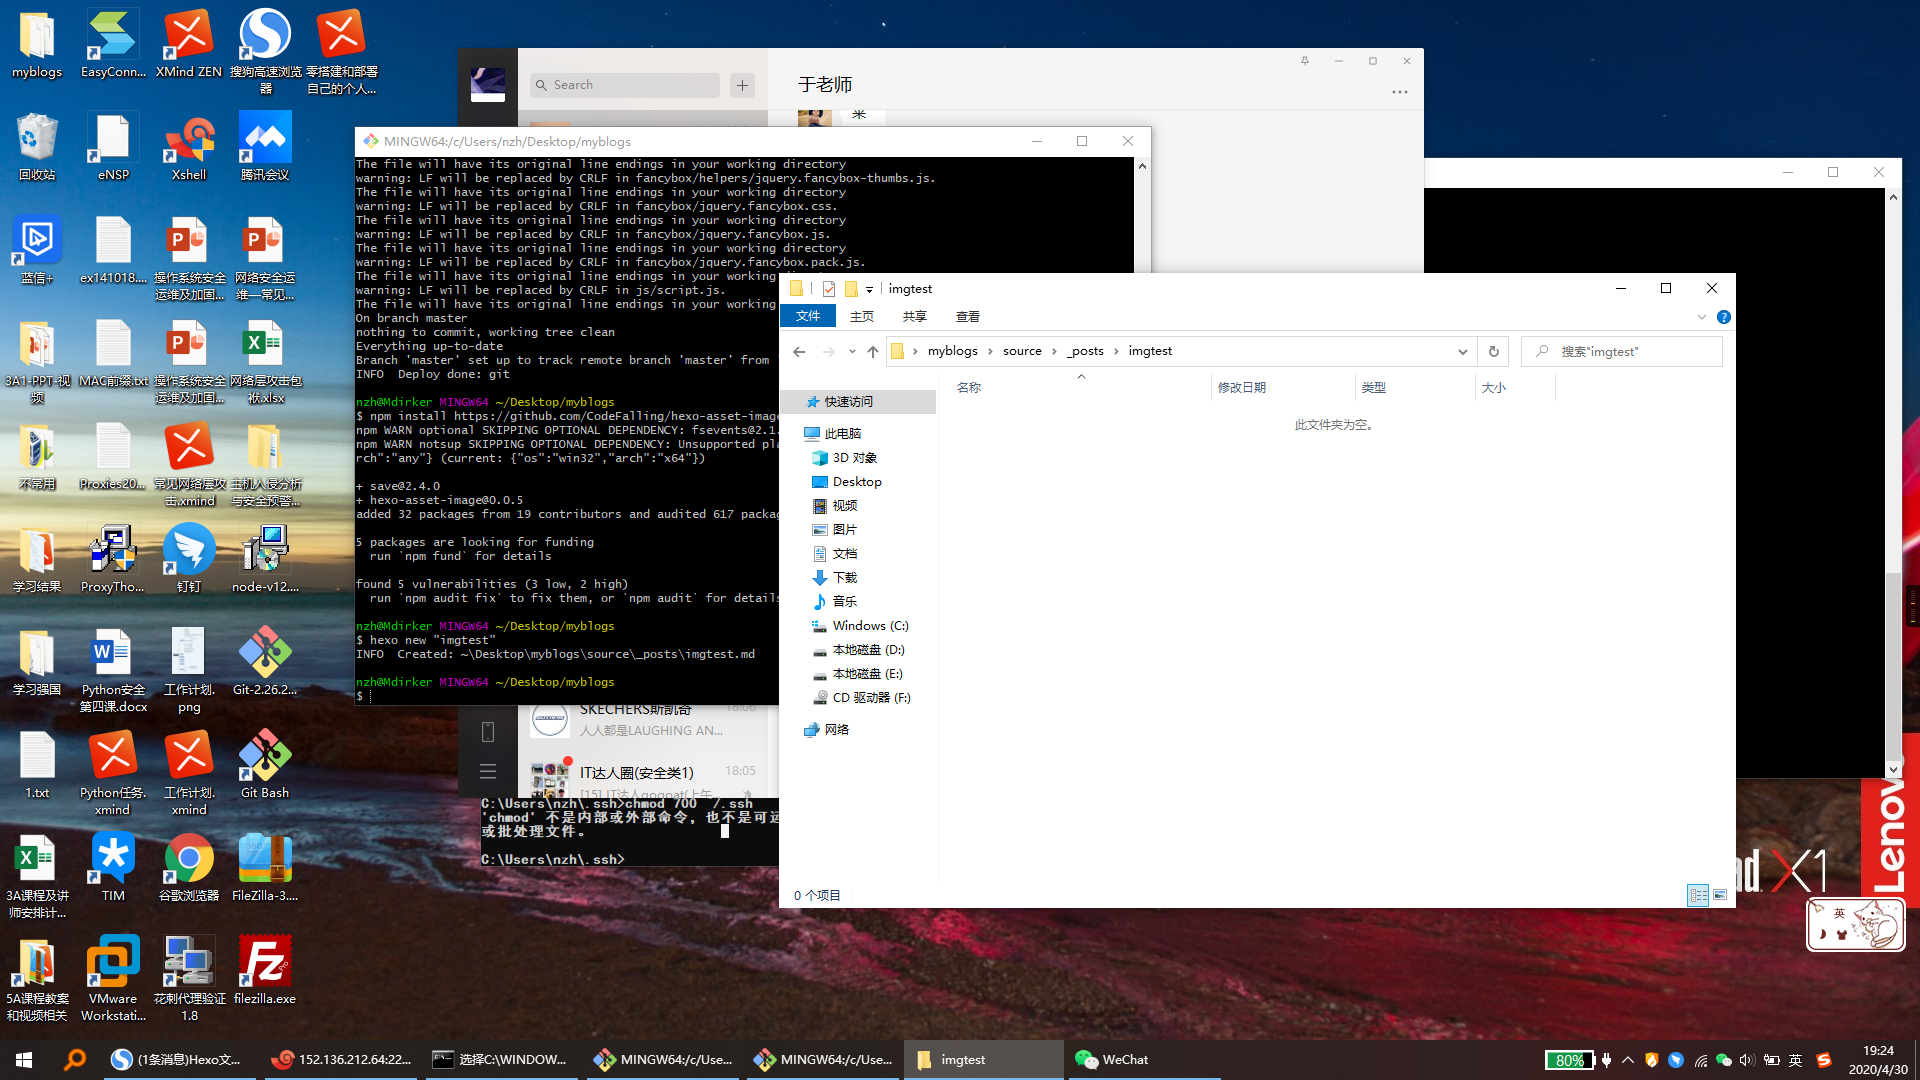 myblogs
EasyConn...
XMind ZEN
搜狗高速浏览
器
零搭建和部署
自己的个人...
回收站
eNSP
Xshell
腾讯会议
蓝信+
ex141018....
操作系统安全
运维及加固...
网络安全运
维—常见...
3A1-PPT-视
频
MAC前缀.txt
操作系统安全
运维及加固...
网络层攻击包
袱.xlsx
不常用
Proxies20...
常见网络层攻
击.xmind
主机入侵分析
与安全预警...
学习结果
ProxyTho...
钉钉
node-v12....
学习强国
Python安全
第四课.docx
工作计划.
png
Git-2.26.2...
1.txt
Python任务.
xmind
工作计划.
xmind
Git Bash
3A课程及讲
师安排计...
TIM
谷歌浏览器
FileZilla-3....
5A课程教案
和视频相关
VMware
Workstati...
花刺代理验证
1.8
filezilla.exe
Search
于老师
MINGW64:/c/Users/nzh/Desktop/myblogs
The file will have its original line endings in your working directory
warning: LF will be replaced by CRLF in fancybox/helpers/jquery.fancybox-thumbs.js.
The file will have its original line endings in your working directory
warning: LF will be replaced by CRLF in fancybox/jquery.fancybox.css.
The file will have its original line endings in your working directory
warning: LF will be replaced by CRLF in fancybox/jquery.fancybox.js.
The file will have its original line endings in your working directory
warning: LF will be replaced by CRLF in fancybox/jquery.fancybox.pack.js.
The file will have its original line endings in your working
warning: LF will be replaced by CRLF in js/script.js.
The file will have its original line endings in your working
On branch master
nothing to commit, working tree clean
Everything up-to-date
Branch 'master' set up to track remote branch 'master' from
INFO  Deploy done: git
nzh@Mdirker MINGW64 ~/Desktop/myblogs
$ npm install https://github.com/CodeFalling/hexo-asset-image
npm WARN optional SKIPPING OPTIONAL DEPENDENCY: fsevents@2.1.
npm WARN notsup SKIPPING OPTIONAL DEPENDENCY: Unsupported pla
rch":"any"} (current: {"os":"win32","arch":"x64"})
+ save@2.4.0
+ hexo-asset-image@0.0.5
added 32 packages from 19 contributors and audited 617 packag
5 packages are looking for funding
run `npm fund` for details
found 5 vulnerabilities (3 low, 2 high)
run `npm audit fix` to fix them, or `npm audit` for details
nzh@Mdirker MINGW64 ~/Desktop/myblogs
$ hexo new "imgtest"
INFO  Created: ~\Desktop\myblogs\source\_posts\imgtest.md
nzh@Mdirker MINGW64 ~/Desktop/myblogs
$
SKECHERS斯凯奇
18:06
人人都是LAUGHING AN...
IT达人圈(安全类1)
18:05
C:\Users\nzh\.ssh>chmod 700 /.ssh
'chmod' 不是内部或外部命令，也不是可运
或批处理文件。
C:\Users\nzh\.ssh>
imgtest
文件
主页
共享
查看
myblogs › source › _posts › imgtest
搜索"imgtest"
名称
修改日期
类型
大小
此文件夹为空。
快速访问
此电脑
3D 对象
Desktop
视频
图片
文档
下载
音乐
Windows (C:)
本地磁盘 (D:)
本地磁盘 (E:)
CD 驱动器 (F:)
网络
0 个项目
Lenov
ad X1
英
(1条消息)Hexo文...
152.136.212.64:22...
选择C:\WINDOW...
MINGW64:/c/Use...
MINGW64:/c/Use...
imgtest
WeChat
80%
英
19:24
2020/4/30